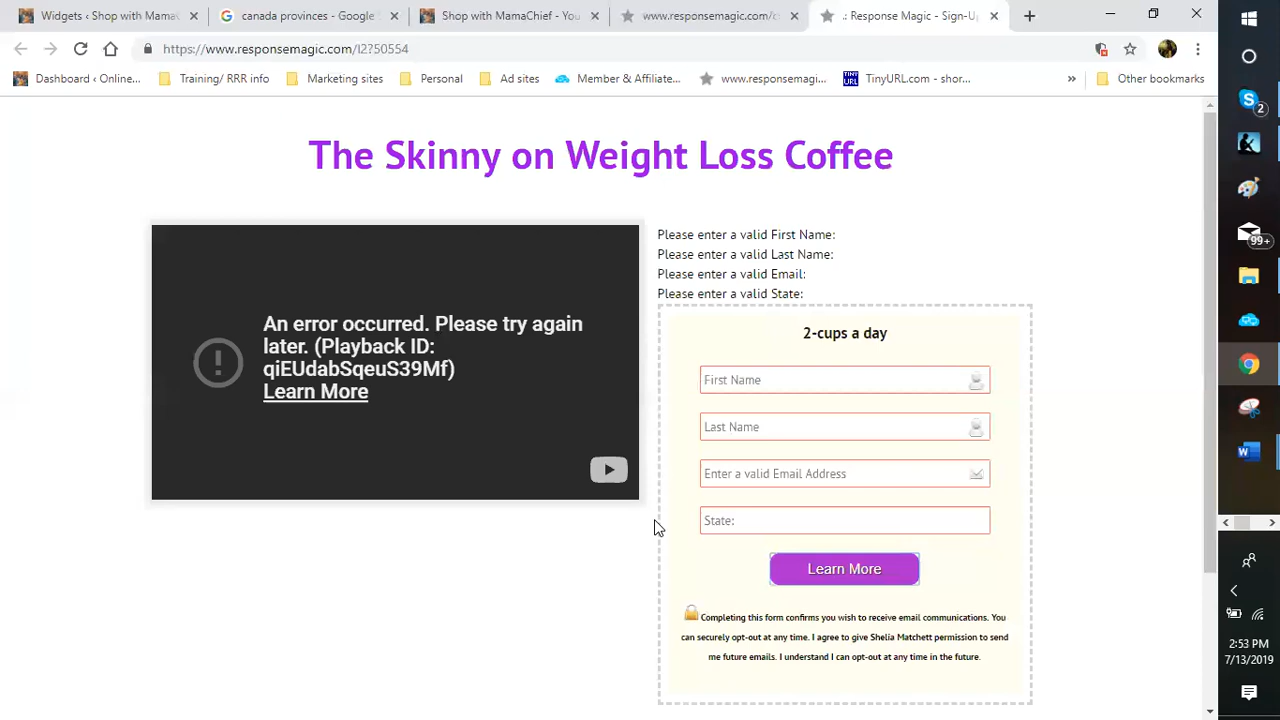 Widgets ‹ Shop with Mama
canada provinces - Google
Shop with MamaChief: You
www.responsemagic.com/c
.: Response Magic - Sign-Up
https://www.responsemagic.com/l2?50554
Dashboard ‹ Online...
Training/ RRR info
Marketing sites
Personal
Ad sites
Member & Affiliate...
www.responsemagi...
TINY URL
TinyURL.com - shor...
»
Other bookmarks
The Skinny on Weight Loss Coffee
An error occurred. Please try again
later. (Playback ID:
qiEUdabSqeuS39Mf)
Learn More
Please enter a valid First Name:
Please enter a valid Last Name:
Please enter a valid Email:
Please enter a valid State:
2-cups a day
First Name
Last Name
Enter a valid Email Address
State:
Learn More
Completing this form confirms you wish to receive email communications. You
can securely opt-out at any time. I agree to give Shelia Matchett permission to send
me future emails. I understand I can opt-out at any time in the future.
2
99+
2:53 PM
7/13/2019